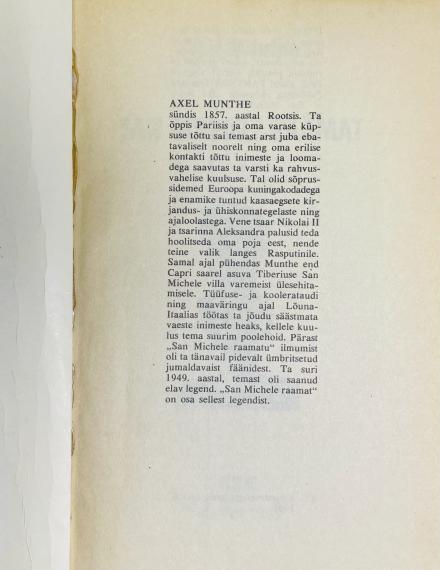 AXEL MUNTHE
sündis 1857. aastal Rootsis. Ta
õppis Pariisis ja oma varase küp-
suse tõttu sai temast arst juba eba-
tavaliselt noorelt ning oma erilise
kontakti tõttu inimeste ja looma-
dega saavutas ta varsti ka rahvus-
vahelise kuulsuse. Tal olid sõprus-
sidemed Euroopa kuningakodadega
ja enamike tuntud kaasaegsete kir-
jandus- ja ühiskonnategelaste ning
ajaloolastega. Vene tsaar Nikolai II
ja tsarinna Aleksandra palusid teda
hoolitseda oma poja eest, nende
teine valik langes Rasputinile.
Samal ajal pühendas Munthe end
Capri saarel asuva Tiberiuse San
Michele villa varemeist ülesehita-
misele. Tüüfuse- ja koolerataudi
ning maaväringu ajal Lõuna-
Itaalias töötas ta jõudu säästmata
vaeste inimeste heaks, kellele kuu-
lus tema suurim poolehoid. Pärast
„San Michele raamatu“ ilmumist
oli ta tänavail pidevalt ümbritsetud
jumaldavaist fäänidest. Ta suri
1949. aastal, temast oli saanud
elav legend. „San Michele raamat“
on osa sellest legendist.